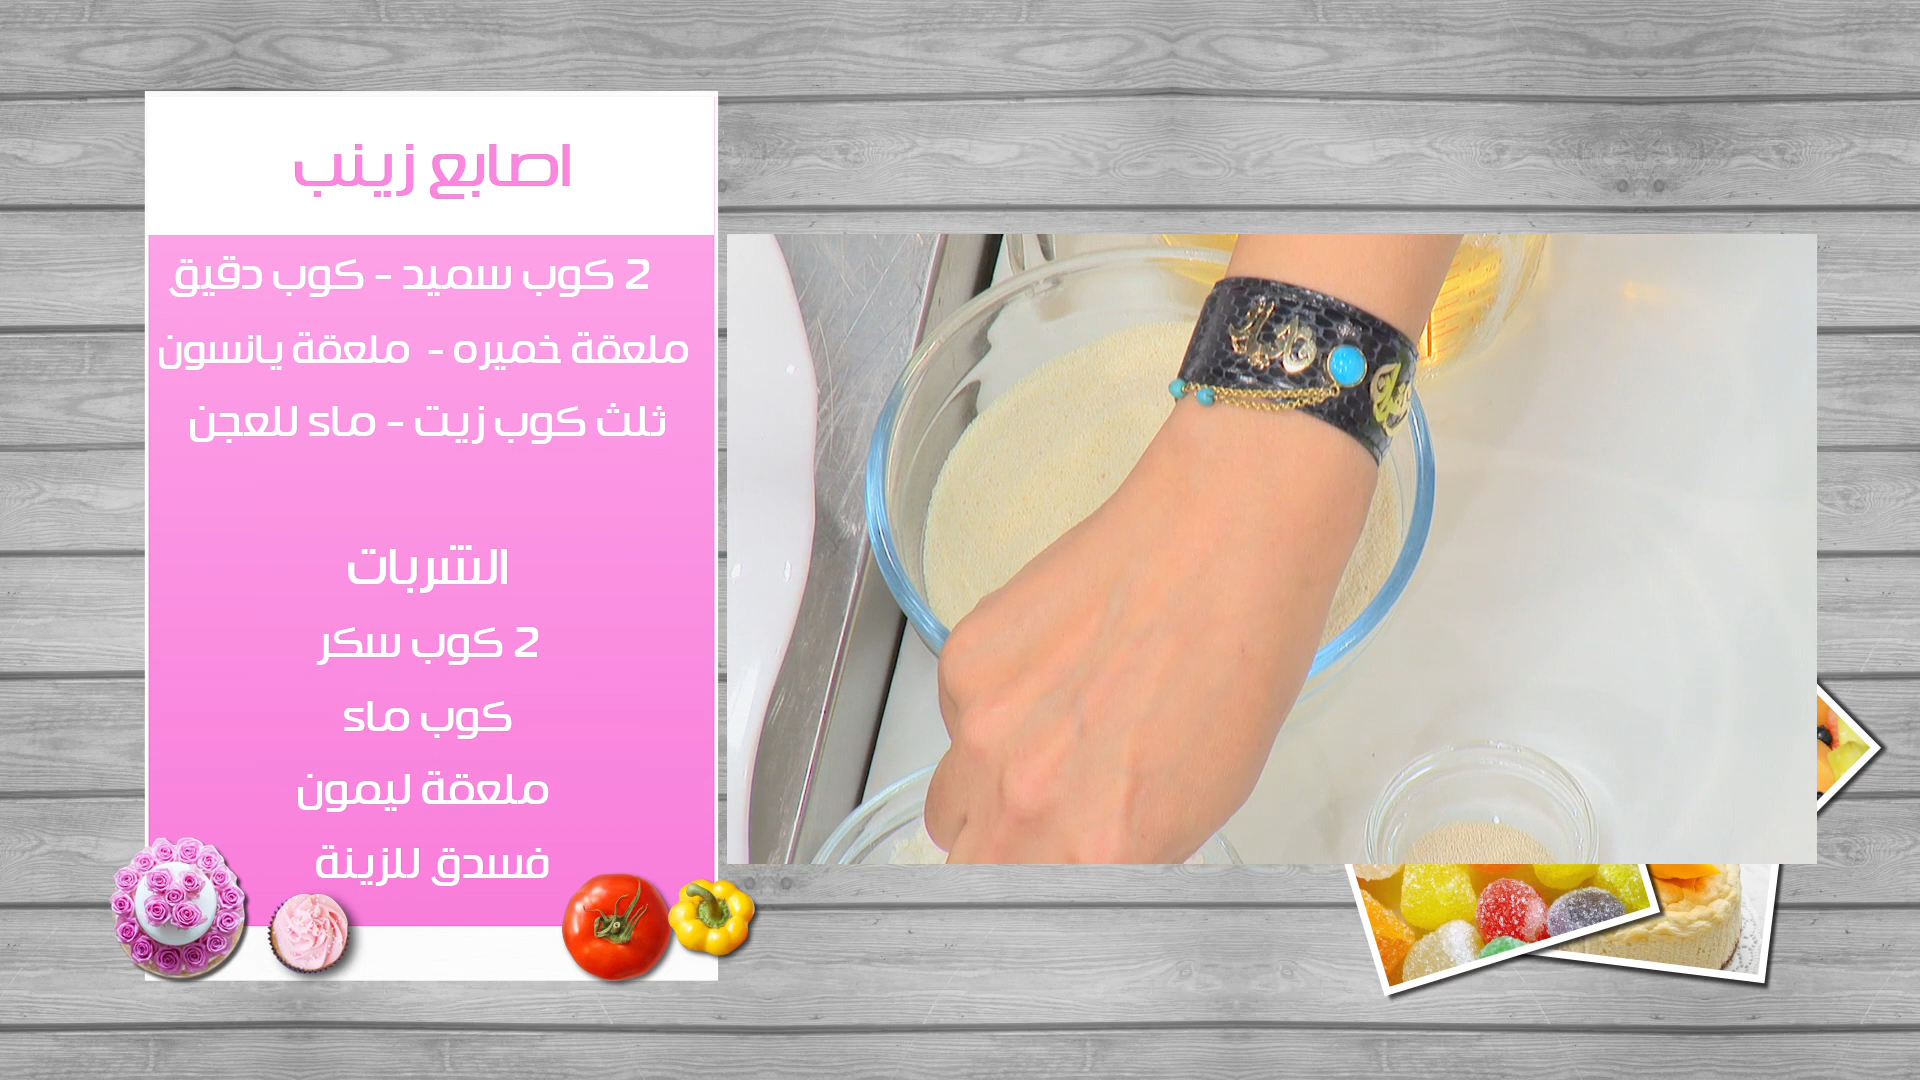 اصابع زينب
2 كوب سميد - كوب دقيق
ملعقة خميره - ملعقة يانسون
ثلث كوب زيت - ماء للعجن
الشربات
2 كوب سكر
كوب ماء
ملعقة ليمون
فسدق للزينة